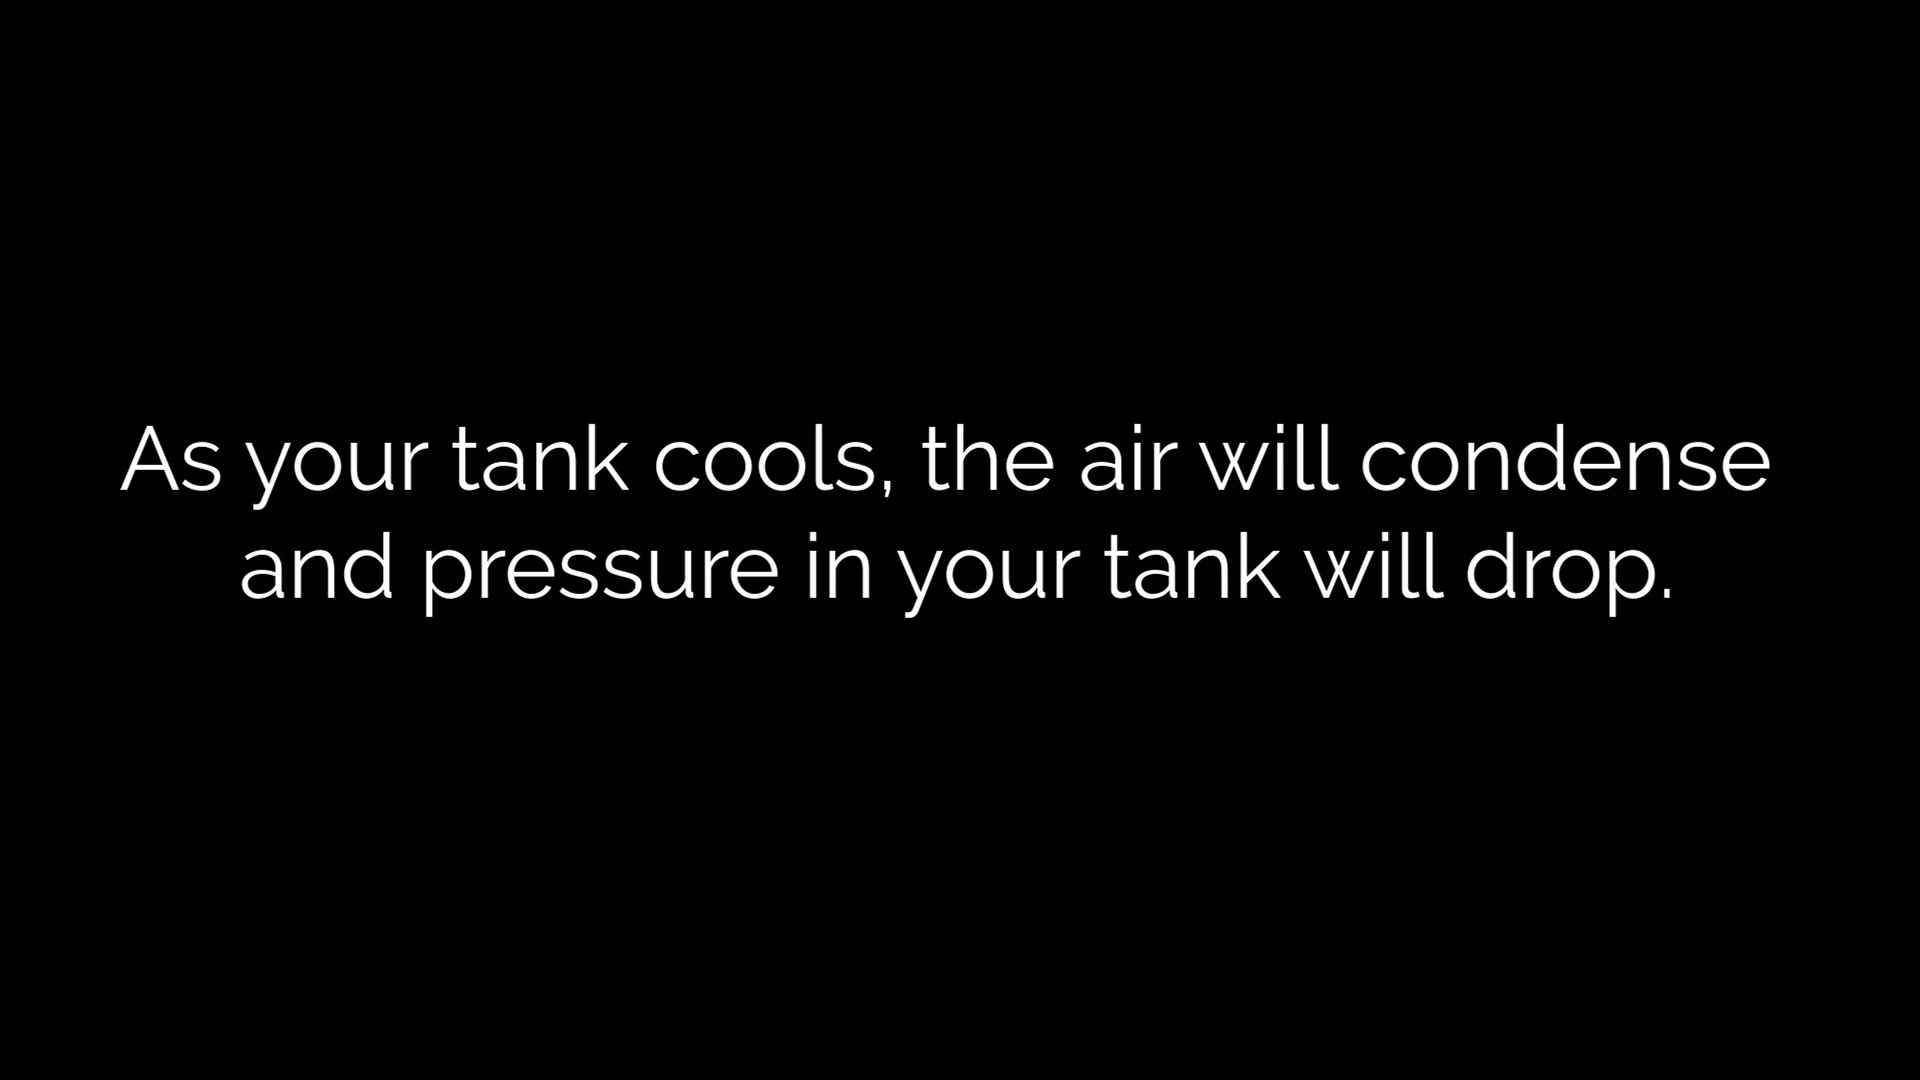 As your tank cools, the air will condense
and pressure in your tank will drop.